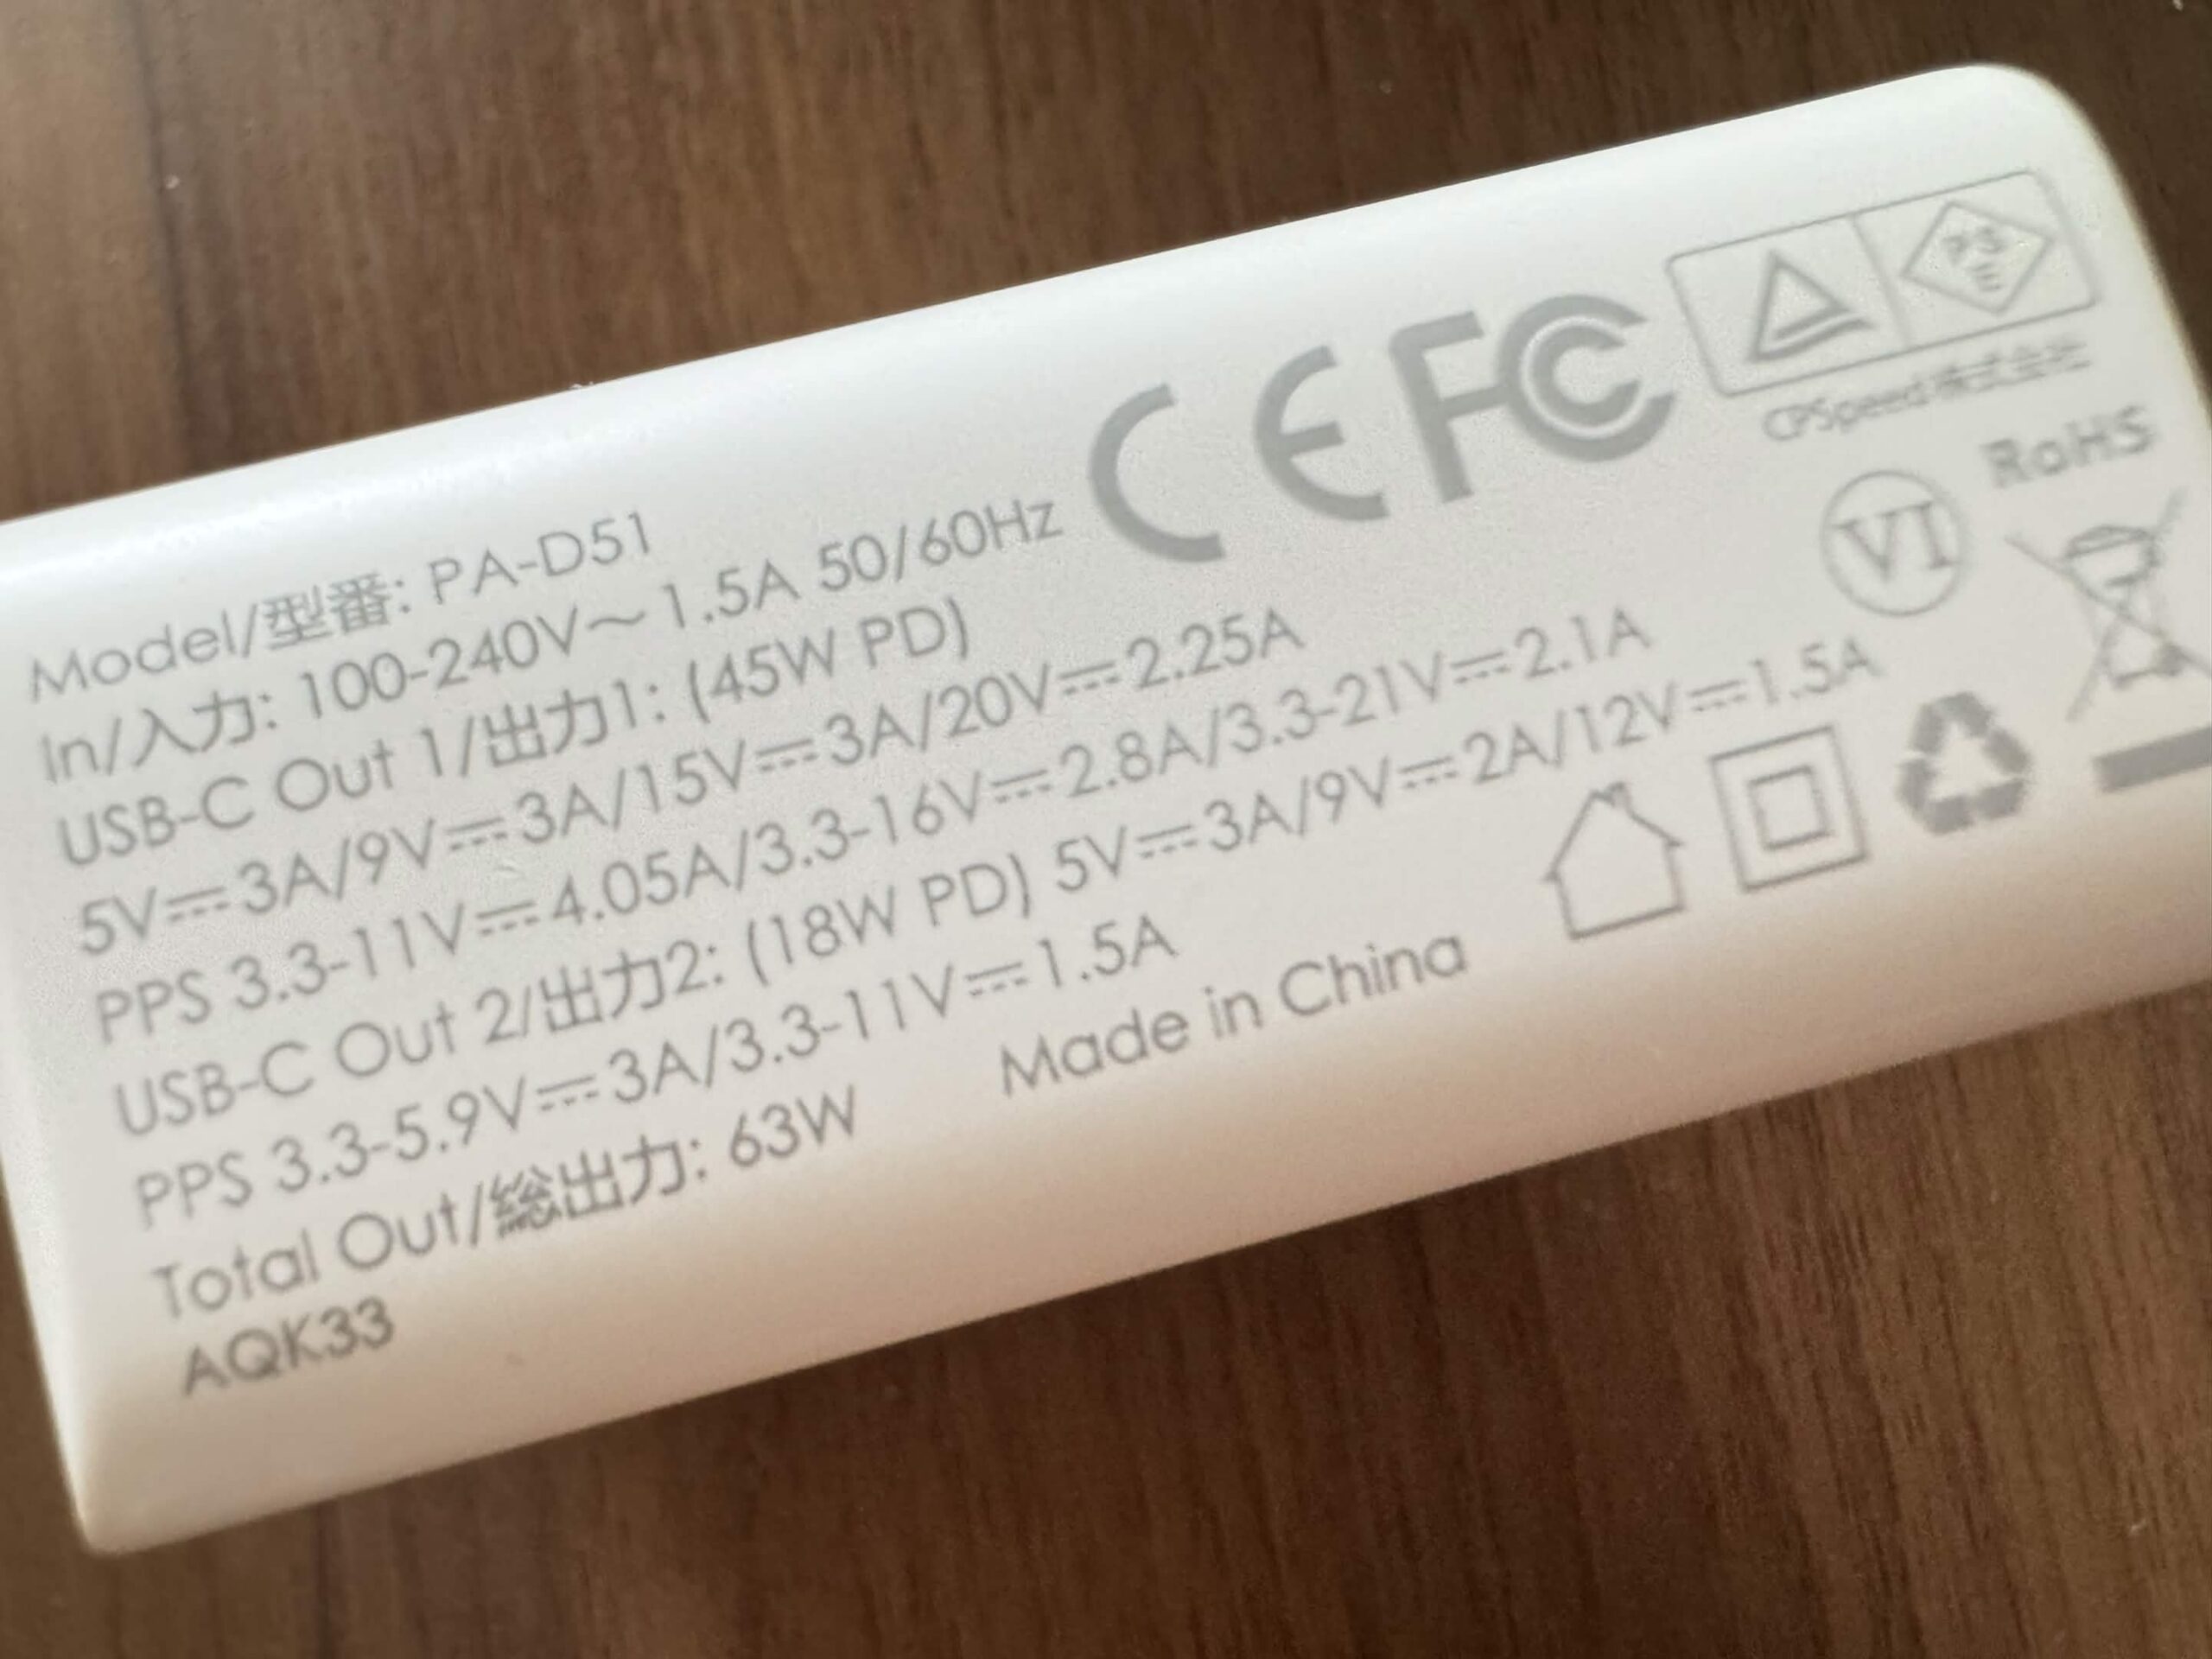 Model/型番: PA-D51
In/入力: 100-240V~1.5A 50/60Hz
USB-C Out 1/出力1: (45W PD)
5V⎓3A/9V⎓3A/15V⎓3A/20V⎓2.25A
PPS 3.3-11V⎓4.05A/3.3-16V⎓2.8A/3.3-21V⎓2.1A
USB-C Out 2/出力2: (18W PD) 5V⎓3A/9V⎓2A/12V⎓1.5A
PPS 3.3-5.9V⎓3A/3.3-11V⎓1.5A
Total Out/総出力: 63W
Made in China
AQK33
CE FC
PS
E
CPSpeed株式会社
RoHS
VI